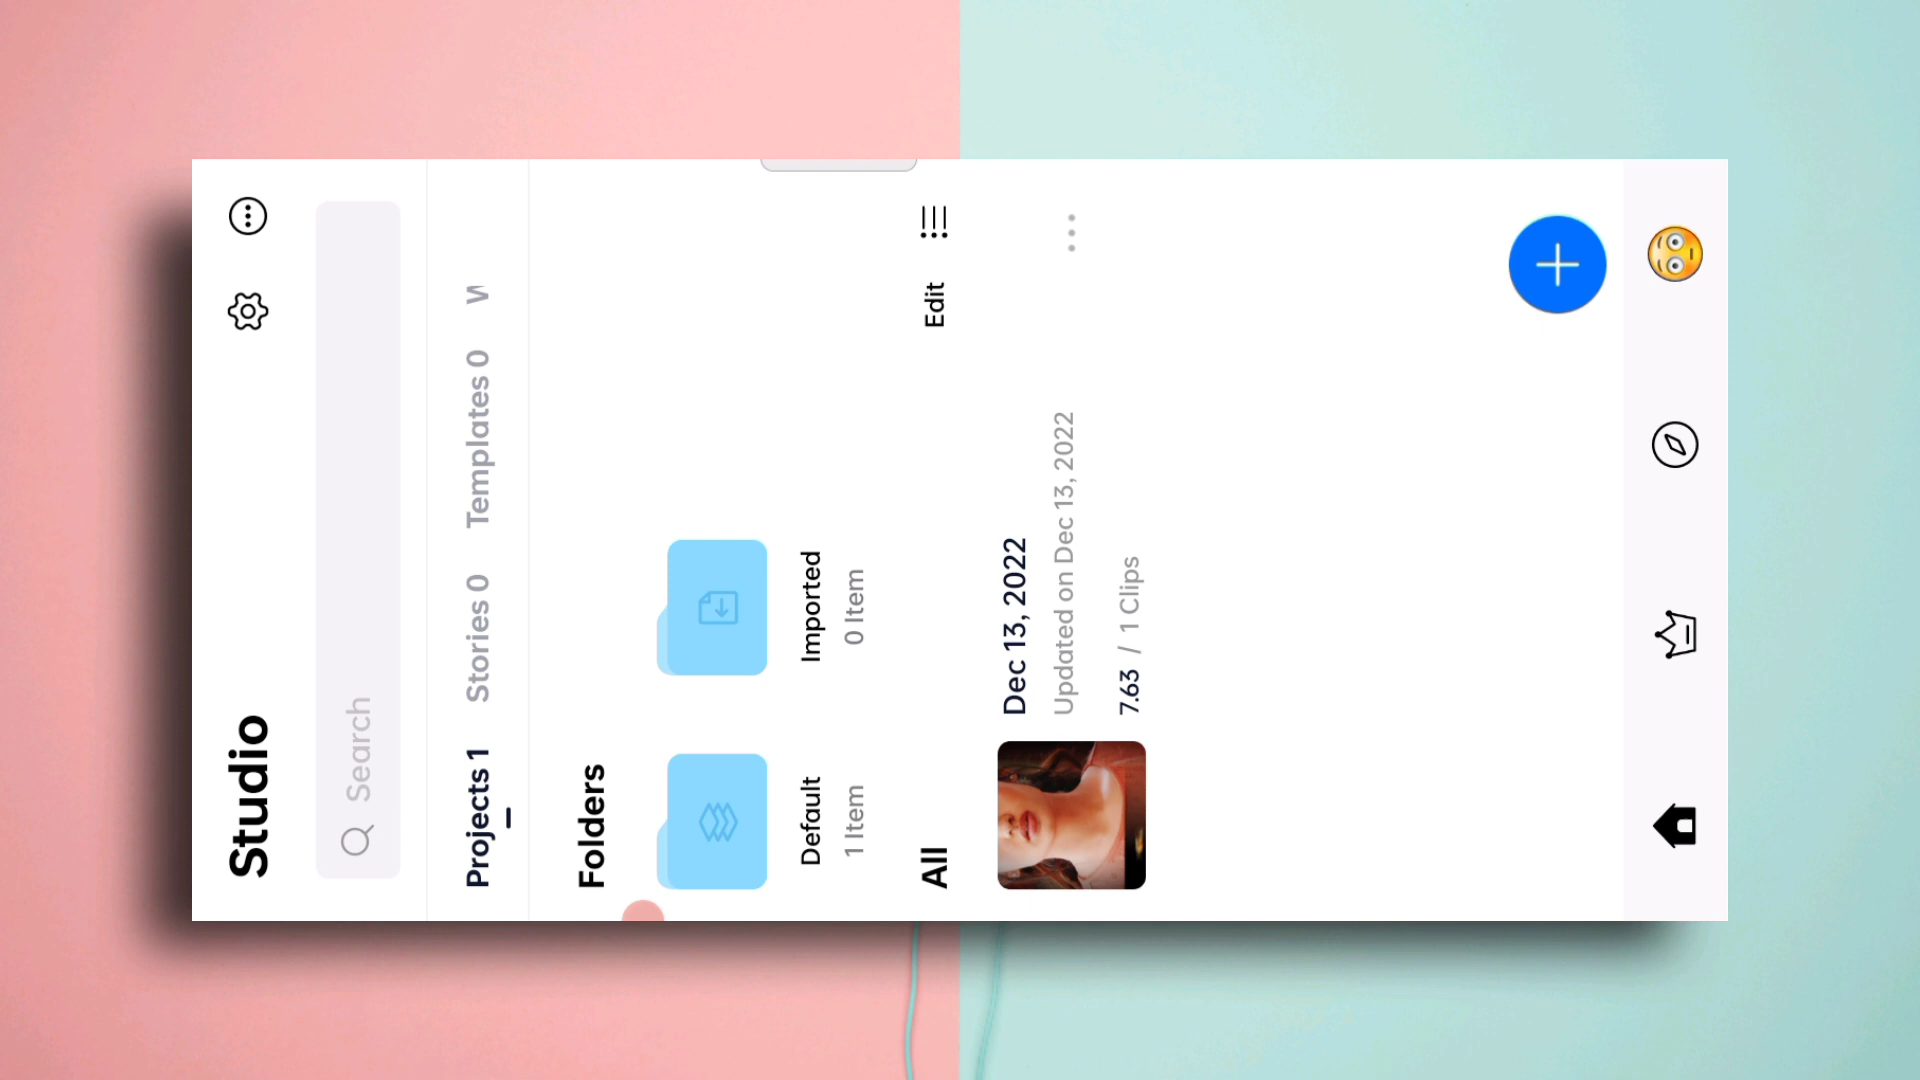 Studio
Search
Projects 1 Stories 0 Templates 0
Folders
Default Imported
1 Item 0 Item
All Edit
Dec 13, 2022
Updated on Dec 13, 2022
7.63 / 1 Clips